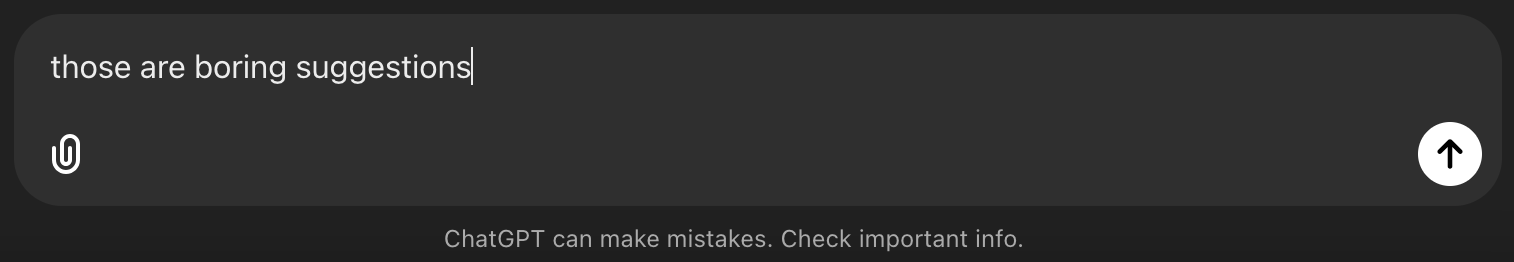 those are boring suggestions
ChatGPT can make mistakes. Check important info.